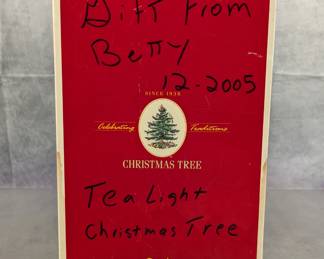 Gift from
Betty
12-2005
SINCE 1938
Celebrating Traditions
CHRISTMAS TREE
Tea Light
Christmas Tree